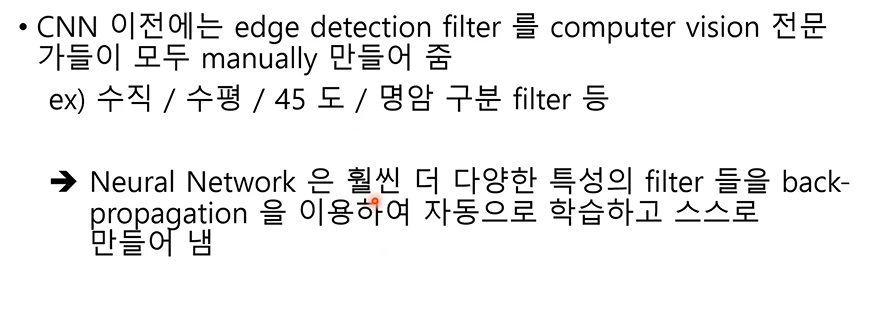 • CNN 이전에는 edge detection filter 를 computer vision 전문
가들이 모두 manually 만들어 줌
ex) 수직 / 수평 / 45 도 / 명암 구분 filter 등
➔ Neural Network 은 훨씬 더 다양한 특성의 filter 들을 back-
propagation 을 이용하여 자동으로 학습하고 스스로
만들어 냄